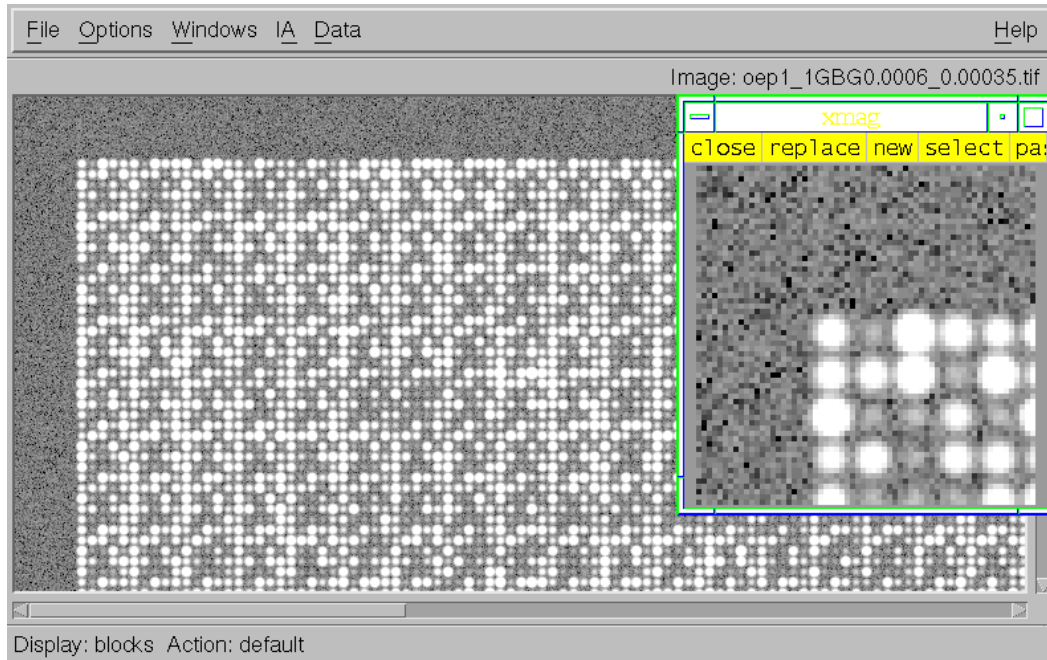 File Options Windows IA Data Help
Image: oep1_1GBG0.0006_0.00035.tif
xmag
close replace new select pas
Display: blocks Action: default